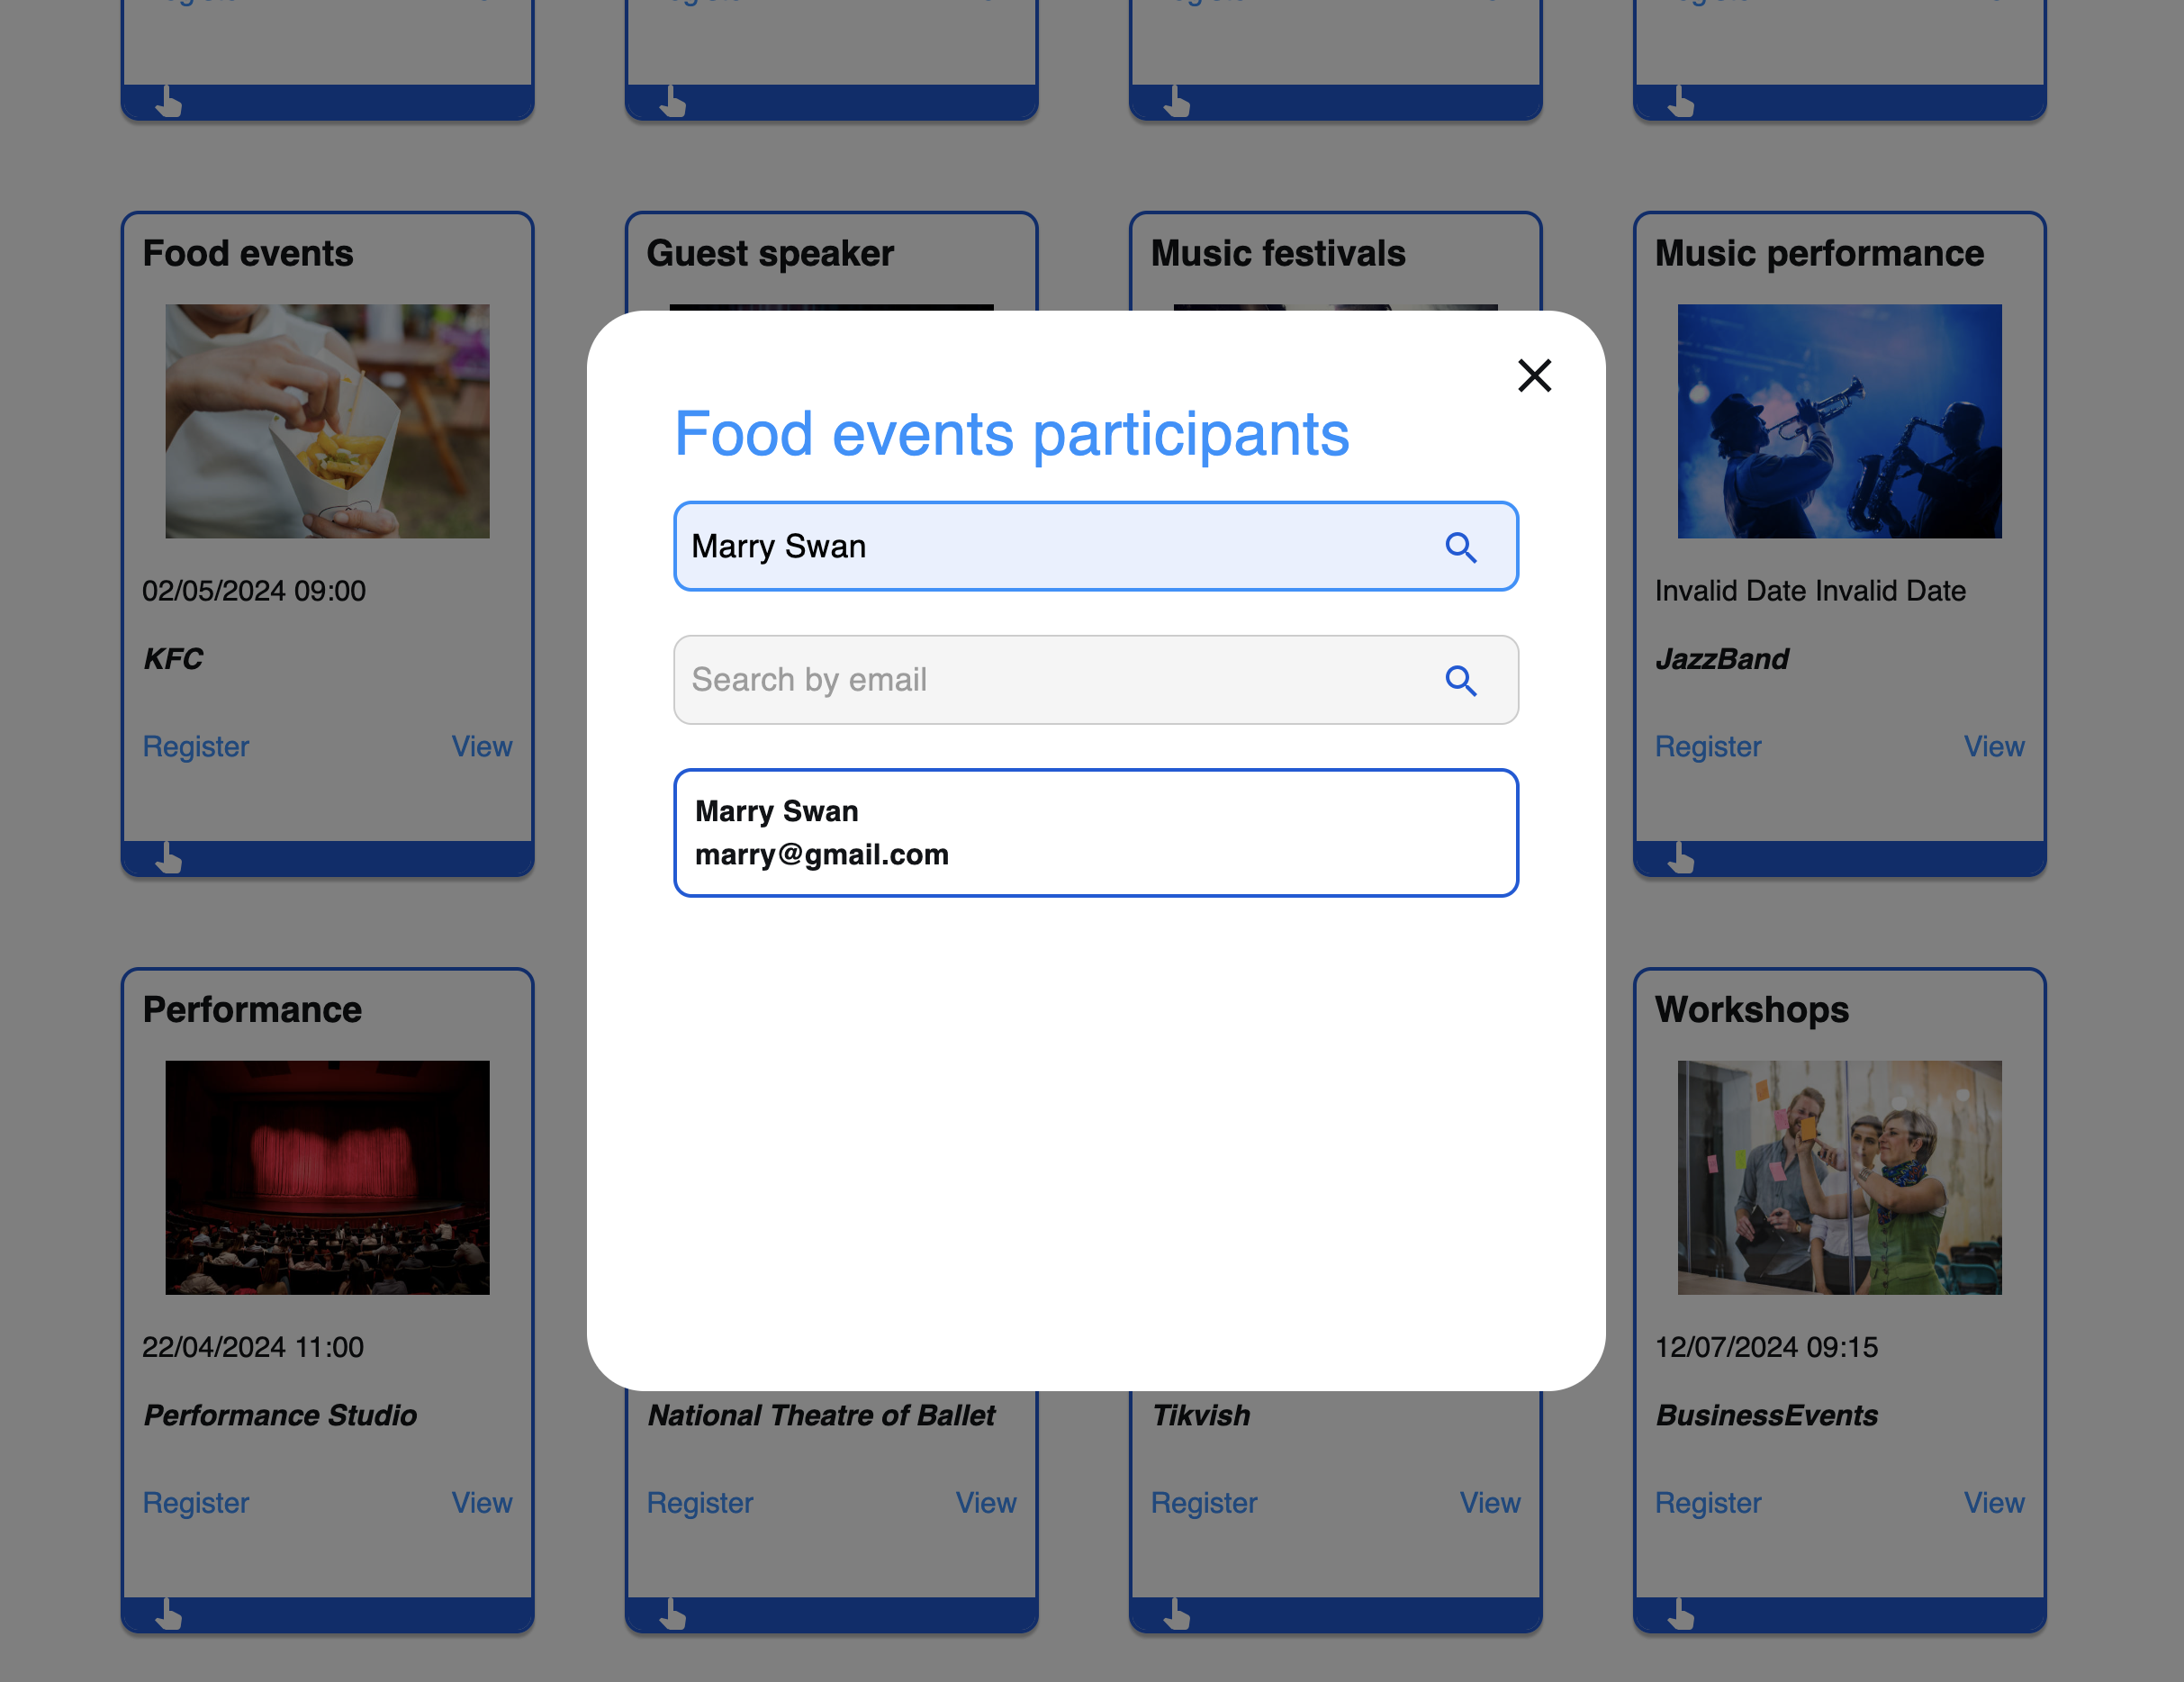 Food events
Guest speaker
Music festivals
Music performance
Food events participants
Marry Swan
Search by email
Marry Swan
marry@gmail.com
02/05/2024 09:00
KFC
Register
View
Invalid Date Invalid Date
JazzBand
Register
View
Performance
Workshops
22/04/2024 11:00
Performance Studio
Register
View
National Theatre of Ballet
Register
View
Tikvish
Register
View
12/07/2024 09:15
BusinessEvents
Register
View